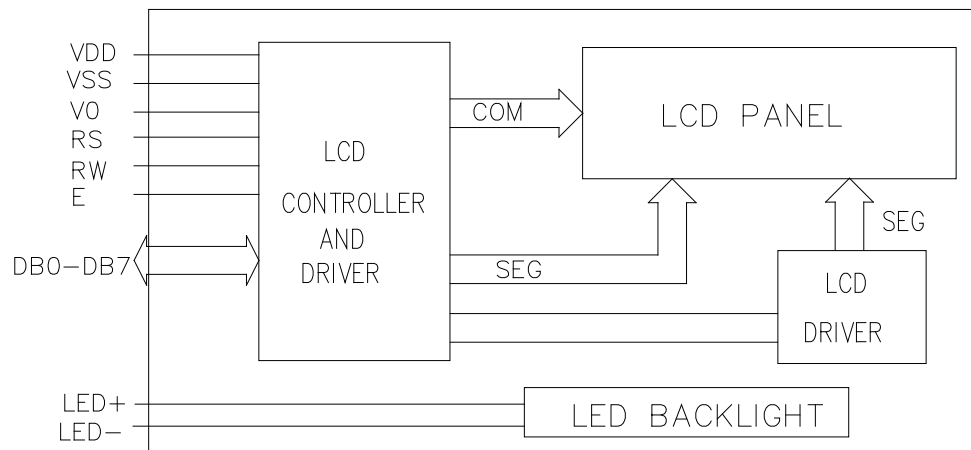 VDD
VSS
V0
RS
RW
E
DB0-DB7
LED+
LED-
LCD
CONTROLLER
AND
DRIVER
COM
SEG
LCD PANEL
SEG
LCD
DRIVER
LED BACKLIGHT